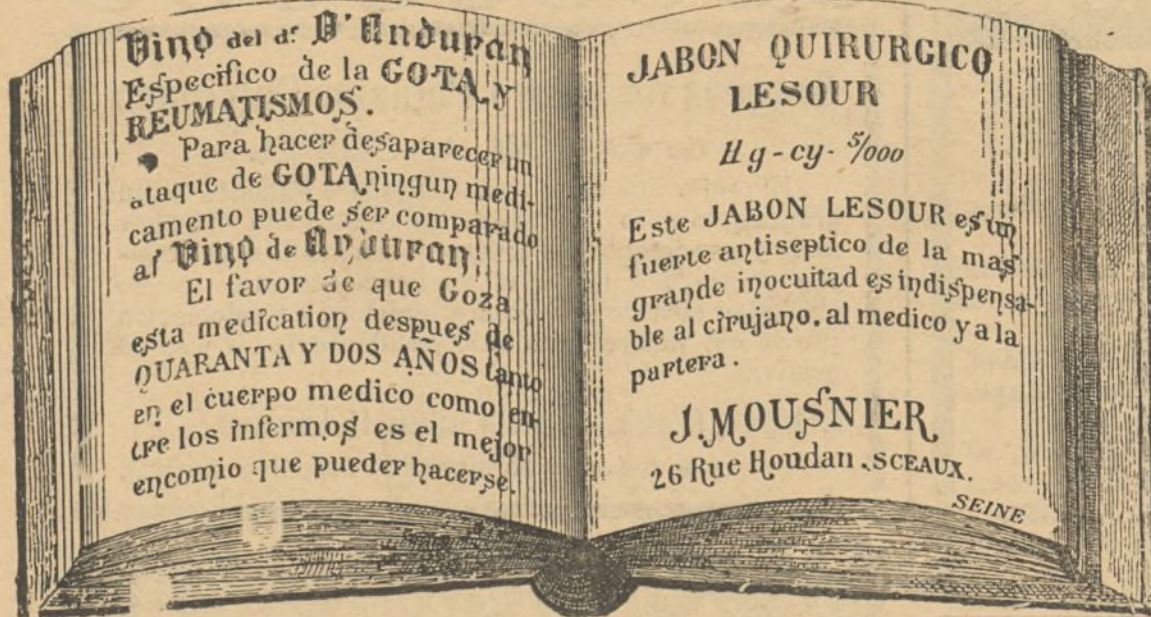 Vino del dr. D'Anduran
Especifico de la GOTA y
REUMATISMOS.
Para hacer desaparecer un
ataque de GOTA ningun medi-
camento puede ser comparado
al Vino de Anduran.
El favor de que Goza
esta medication despues de
QUARANTA Y DOS AÑOS tanto
en el cuerpo medico como en-
tre los infermos es el mejor
encomio que pueder hacerse.
JABON QUIRURGICO
LESOUR
Hg-cy- 5/000
Este JABON LESOUR es un
fuerte antiseptico de la mas
grande inocuitad es indispensa-
ble al cirujano, al medico y a la
partera.
J. MOUSNIER
26 Rue Houdan, SCEAUX.
SEINE